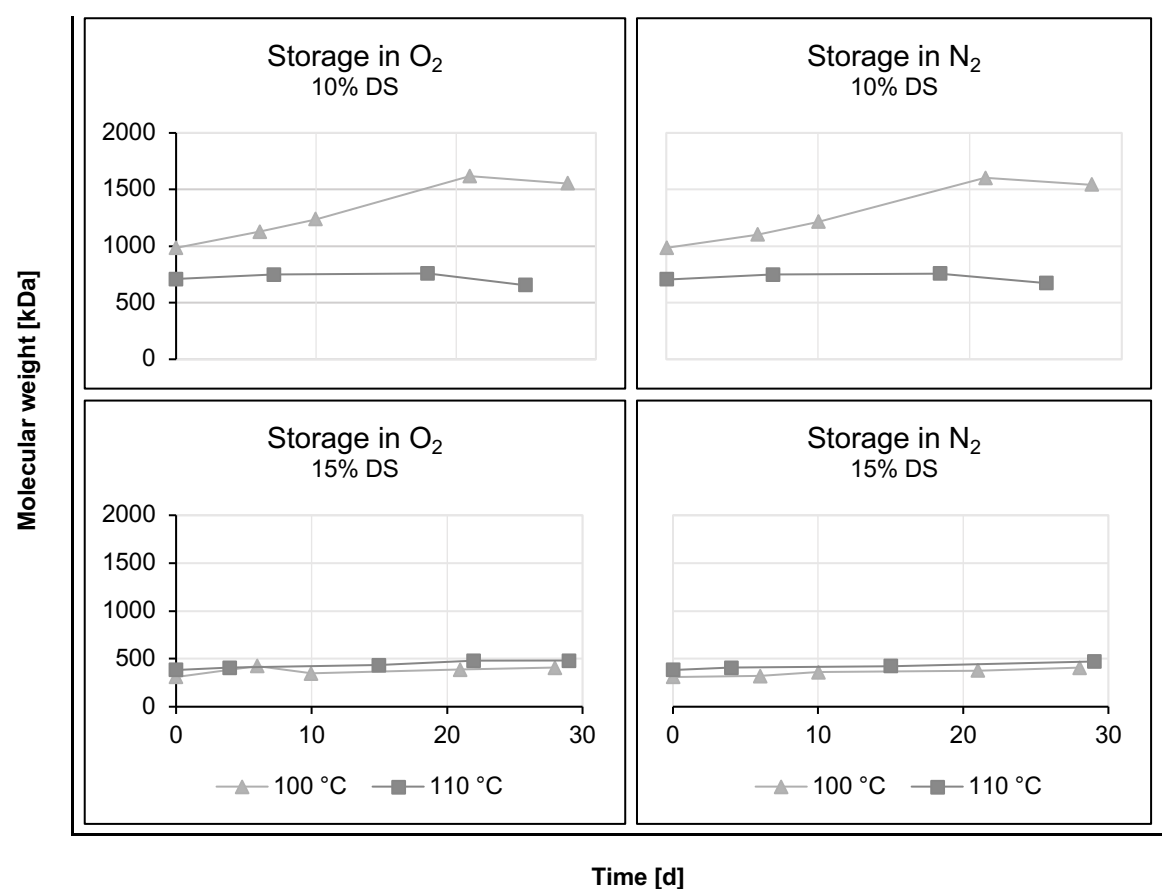 Storage in O₂
10% DS
2000
1500
1000
500
0
Storage in N₂
10% DS
Molecular weight [kDa]
Storage in O₂
15% DS
2000
1500
1000
500
0
0 10 20 30
100 °C 110 °C
Storage in N₂
15% DS
0 10 20 30
100 °C 110 °C
Time [d]